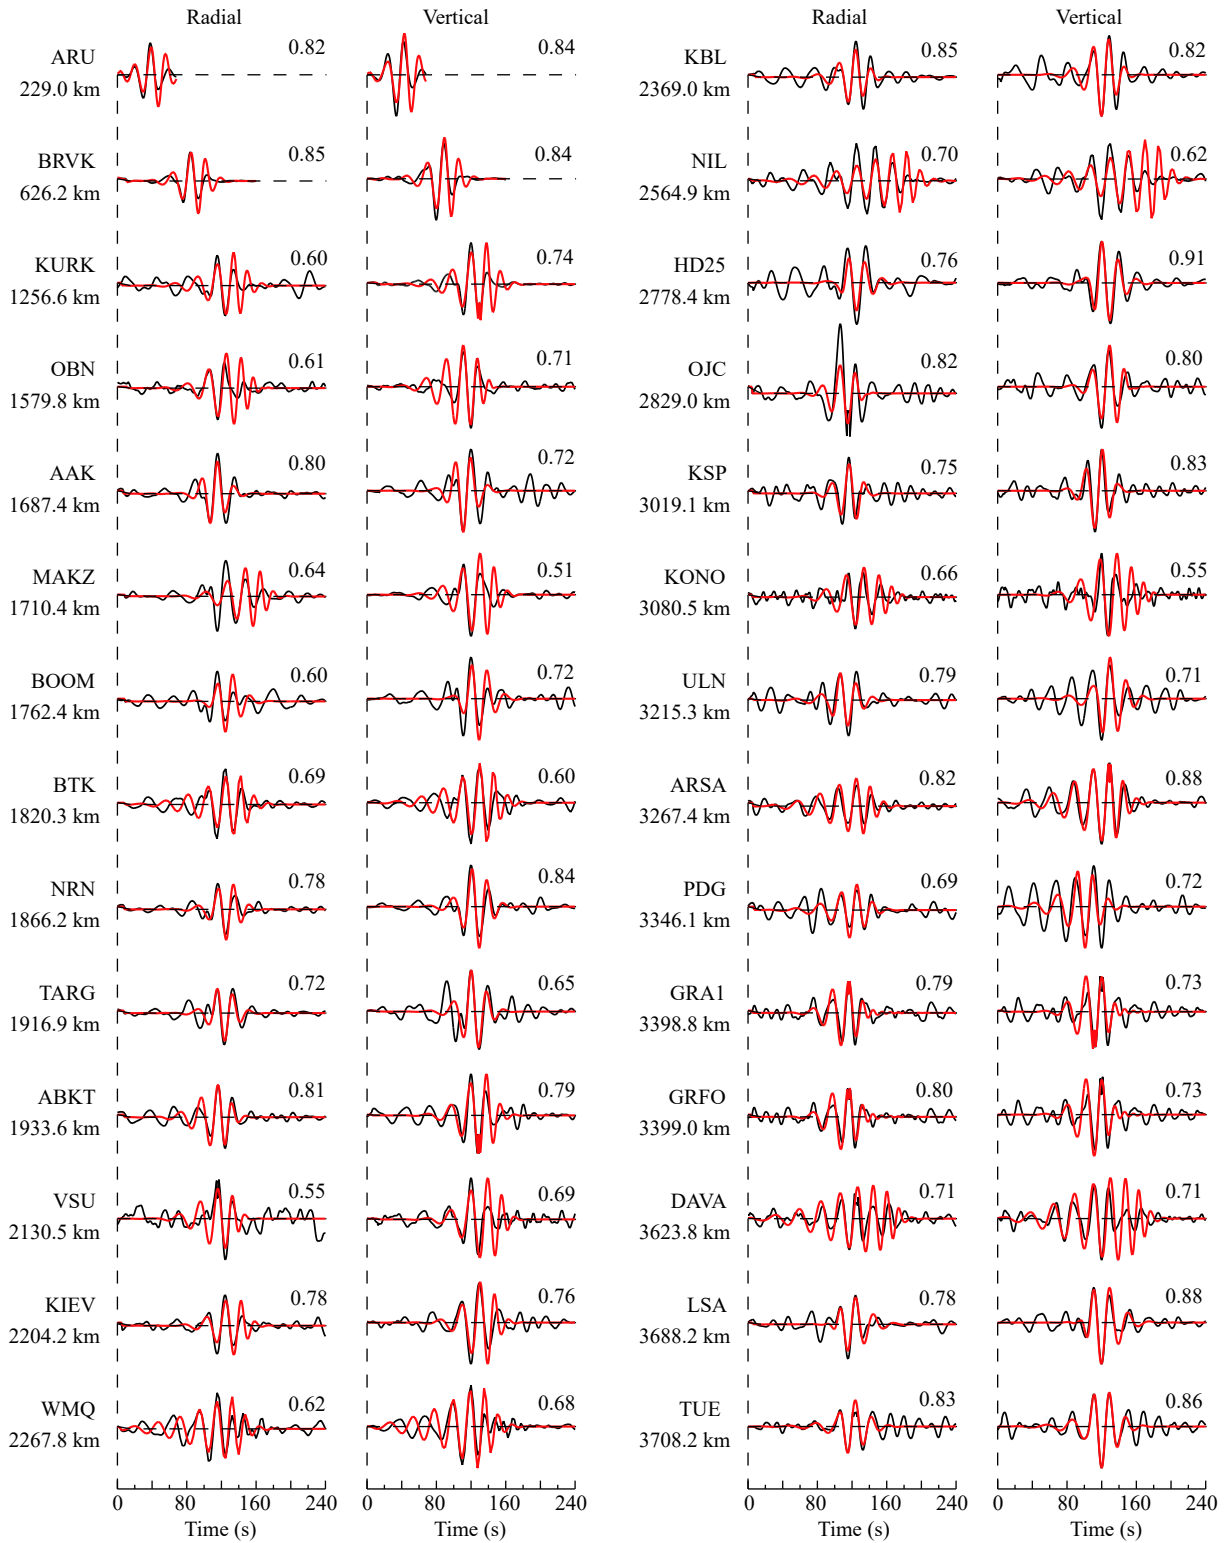 Radial Vertical Radial Vertical
ARU 0.82 0.84 KBL 0.85 0.82
229.0 km 2369.0 km
BRVK 0.85 0.84 NIL 0.70 0.62
626.2 km 2564.9 km
KURK 0.60 0.74 HD25 0.76 0.91
1256.6 km 2778.4 km
OBN 0.61 0.71 OJC 0.82 0.80
1579.8 km 2829.0 km
AAK 0.80 0.72 KSP 0.75 0.83
1687.4 km 3019.1 km
MAKZ 0.64 0.51 KONO 0.66 0.55
1710.4 km 3080.5 km
BOOM 0.60 0.72 ULN 0.79 0.71
1762.4 km 3215.3 km
BTK 0.69 0.60 ARSA 0.82 0.88
1820.3 km 3267.4 km
NRN 0.78 0.84 PDG 0.69 0.72
1866.2 km 3346.1 km
TARG 0.72 0.65 GRA1 0.79 0.73
1916.9 km 3398.8 km
ABKT 0.81 0.79 GRFO 0.80 0.73
1933.6 km 3399.0 km
VSU 0.55 0.69 DAVA 0.71 0.71
2130.5 km 3623.8 km
KIEV 0.78 0.76 LSA 0.78 0.88
2204.2 km 3688.2 km
WMQ 0.62 0.68 TUE 0.83 0.86
2267.8 km 3708.2 km
0 80 160 240 0 80 160 240 0 80 160 240 0 80 160 240
Time (s) Time (s) Time (s) Time (s)